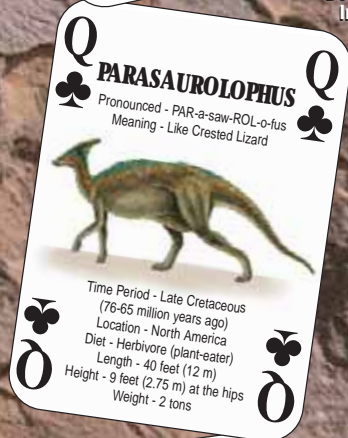 In
Q Q
PARASAUROLOPHUS
Pronounced - PAR-a-saw-ROL-o-fus
Meaning - Like Crested Lizard
Time Period - Late Cretaceous
(76-65 million years ago)
Location - North America
Diet - Herbivore (plant-eater)
Length - 40 feet (12 m)
Height - 9 feet (2.75 m) at the hips
Weight - 2 tons
Q Q